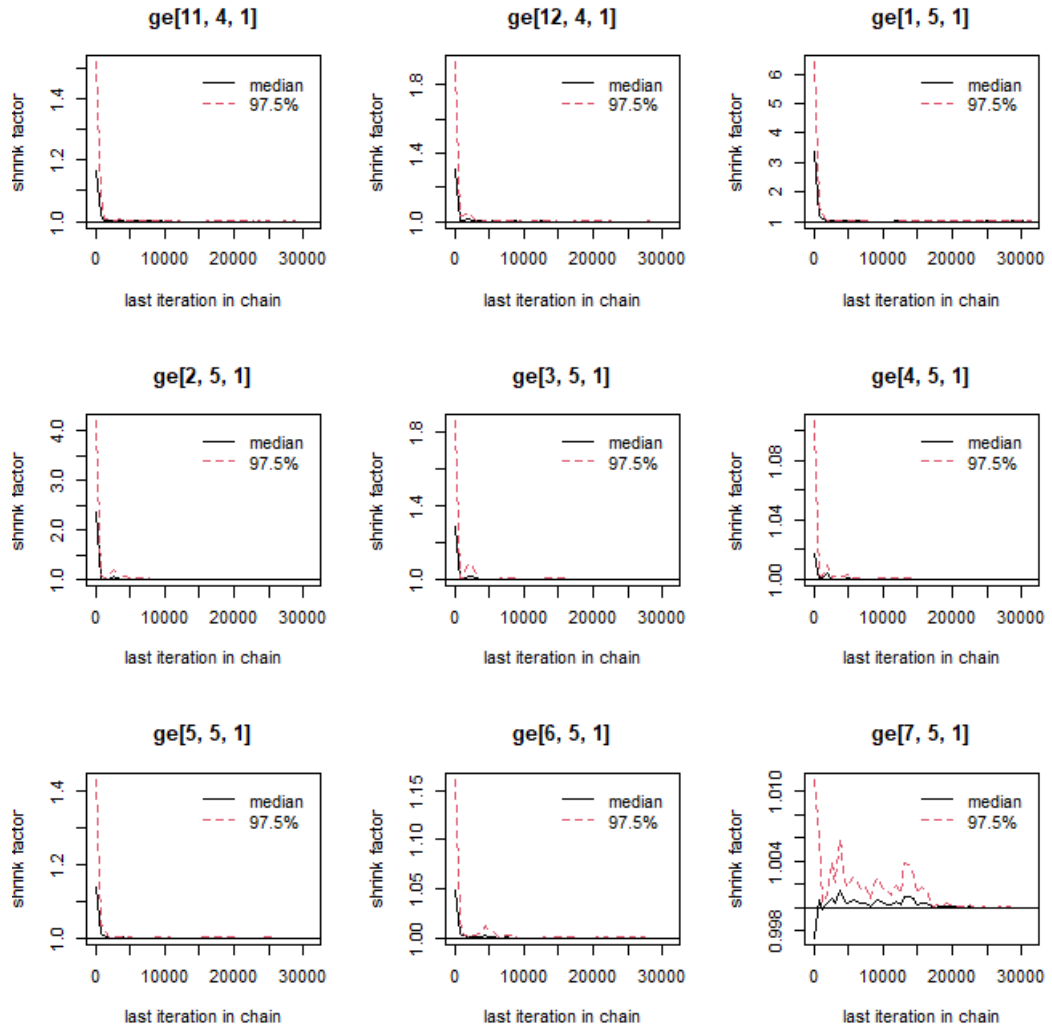 ge[11, 4, 1]
shrink factor
1.0 1.2 1.4
median
97.5%
0 10000 20000 30000
last iteration in chain
ge[12, 4, 1]
shrink factor
1.0 1.4 1.8
median
97.5%
0 10000 20000 30000
last iteration in chain
ge[1, 5, 1]
shrink factor
1 2 3 4 5 6
median
97.5%
0 10000 20000 30000
last iteration in chain
ge[2, 5, 1]
shrink factor
1.0 2.0 3.0 4.0
median
97.5%
0 10000 20000 30000
last iteration in chain
ge[3, 5, 1]
shrink factor
1.0 1.4 1.8
median
97.5%
0 10000 20000 30000
last iteration in chain
ge[4, 5, 1]
shrink factor
1.00 1.04 1.08
median
97.5%
0 10000 20000 30000
last iteration in chain
ge[5, 5, 1]
shrink factor
1.0 1.2 1.4
median
97.5%
0 10000 20000 30000
last iteration in chain
ge[6, 5, 1]
shrink factor
1.00 1.05 1.10 1.15
median
97.5%
0 10000 20000 30000
last iteration in chain
ge[7, 5, 1]
shrink factor
0.998 1.004 1.010
median
97.5%
0 10000 20000 30000
last iteration in chain